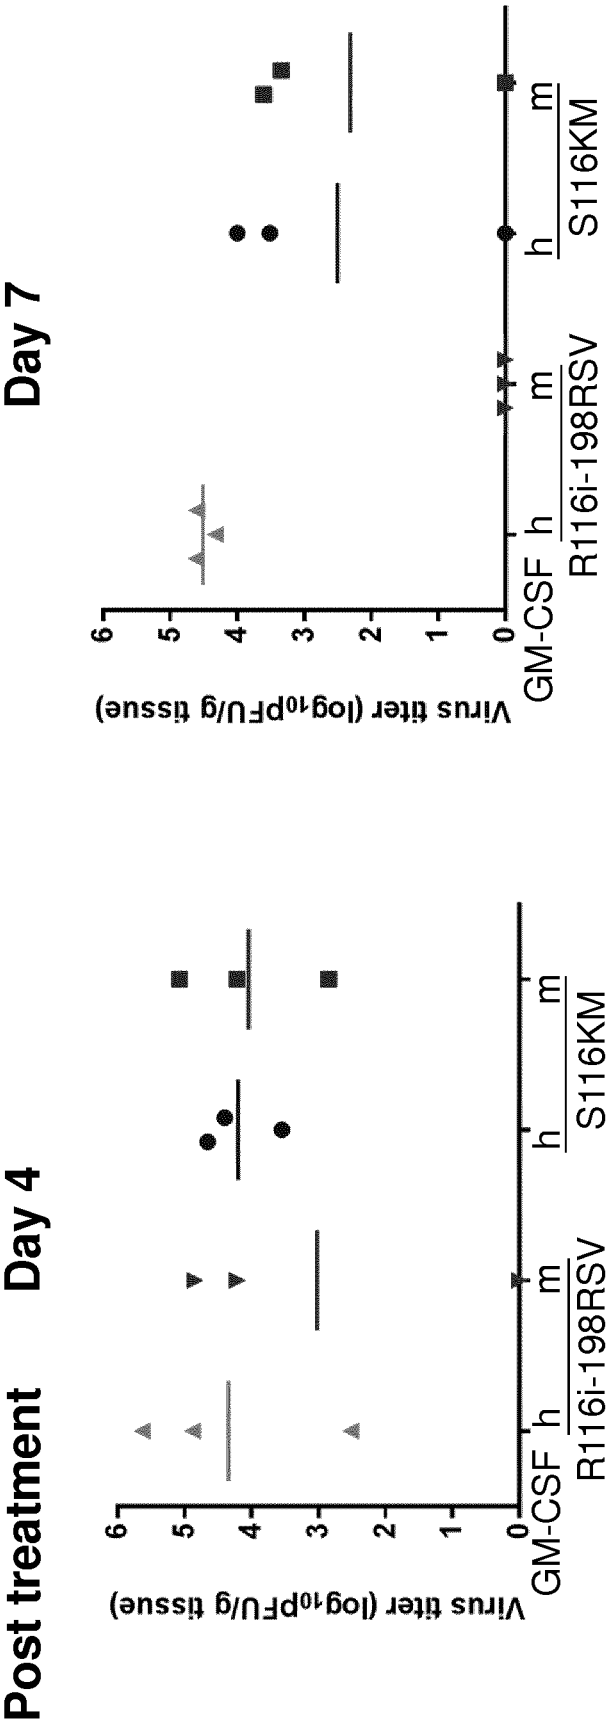 Post treatment
Day 4
Virus titer (log₁₀pFU/g tissue)
6
5
4
3
2
1
0
GM-CSF h m h m
R116i-198RSV S116KM
Day 7
Virus titer (log₁₀pFU/g tissue)
6
5
4
3
2
1
0
GM-CSF h m h m
R116i-198RSV S116KM